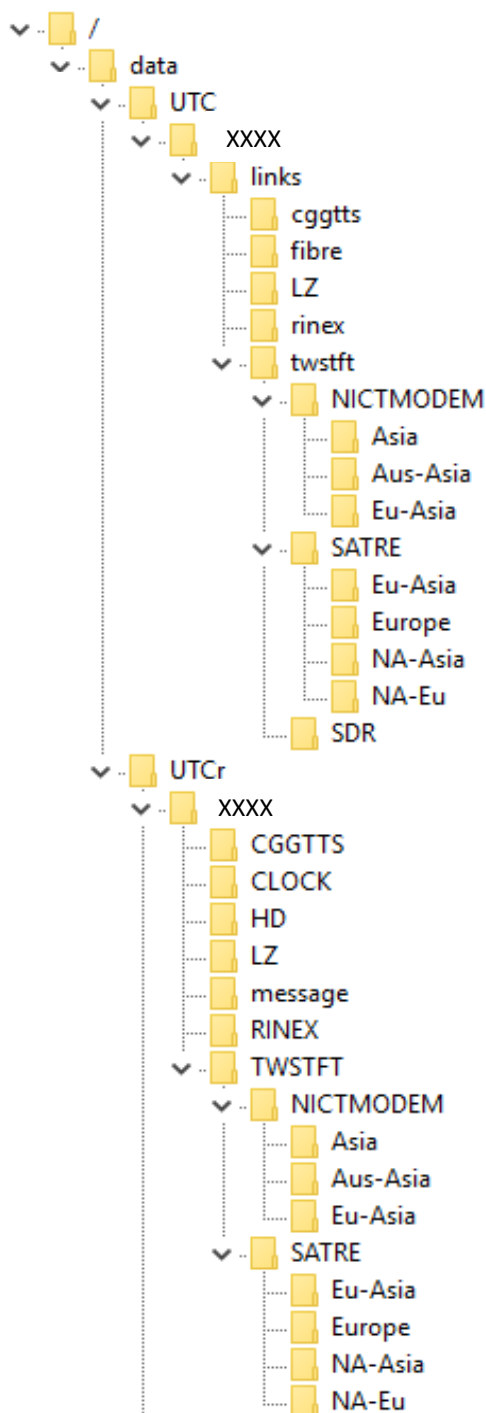 /
data
UTC
XXXX
links
cggtts
fibre
LZ
rinex
twstft
NICTMODEM
Asia
Aus-Asia
Eu-Asia
SATRE
Eu-Asia
Europe
NA-Asia
NA-Eu
SDR
UTCr
XXXX
CGGTTS
CLOCK
HD
LZ
message
RINEX
TWSTFT
NICTMODEM
Asia
Aus-Asia
Eu-Asia
SATRE
Eu-Asia
Europe
NA-Asia
NA-Eu